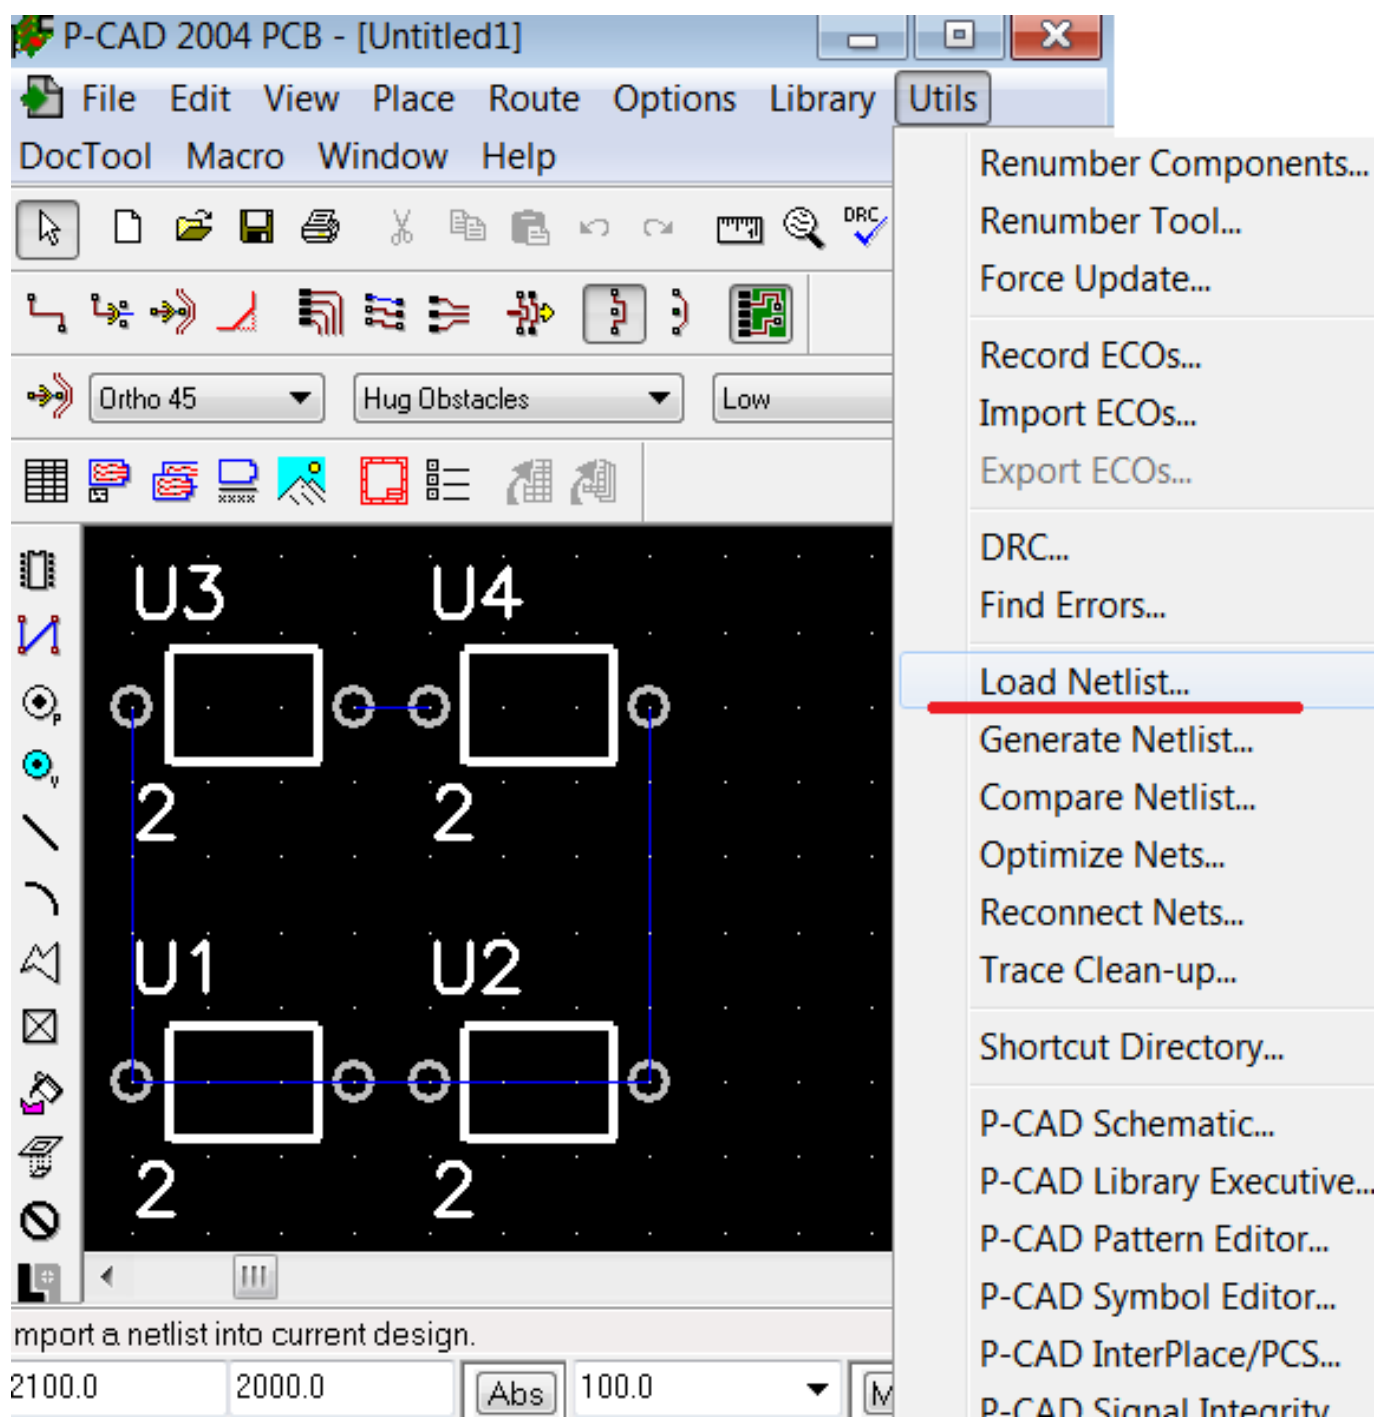 P-CAD 2004 PCB - [Untitled1]
File Edit View Place Route Options Library Utils
DocTool Macro Window Help
DRC
Ortho 45 Hug Obstacles Low
U3 U4
2 2
U1 U2
2 2
Renumber Components...
Renumber Tool...
Force Update...
Record ECOs...
Import ECOs...
Export ECOs...
DRC...
Find Errors...
Load Netlist...
Generate Netlist...
Compare Netlist...
Optimize Nets...
Reconnect Nets...
Trace Clean-up...
Shortcut Directory...
P-CAD Schematic...
P-CAD Library Executive...
P-CAD Pattern Editor...
P-CAD Symbol Editor...
P-CAD InterPlace/PCS...
P-CAD Signal Integrity
mport a netlist into current design.
2100.0 2000.0 Abs 100.0 M